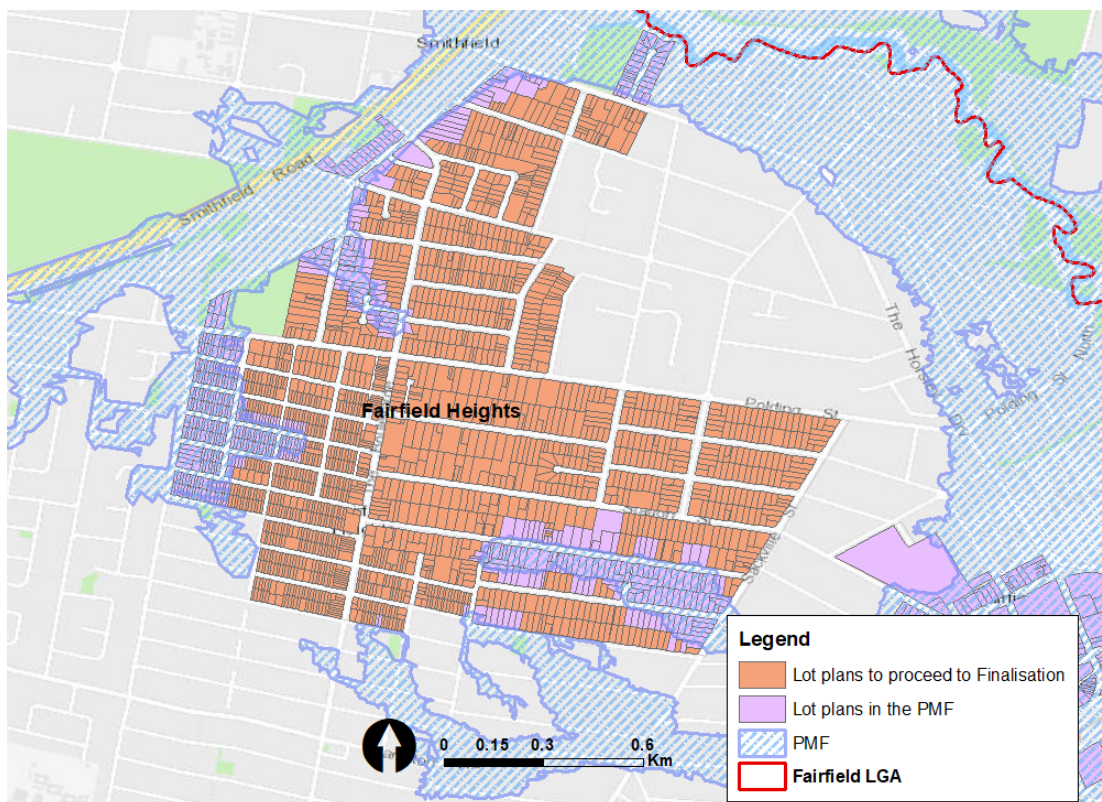 Smithfield
Smithfield Road
The Horsley Dry
North
Polding St
Polding
Fairfield Heights
St
Sackville St
Legend
Lot plans to proceed to Finalisation
Lot plans in the PMF
PMF
Fairfield LGA
0 0.15 0.3 0.6
Km